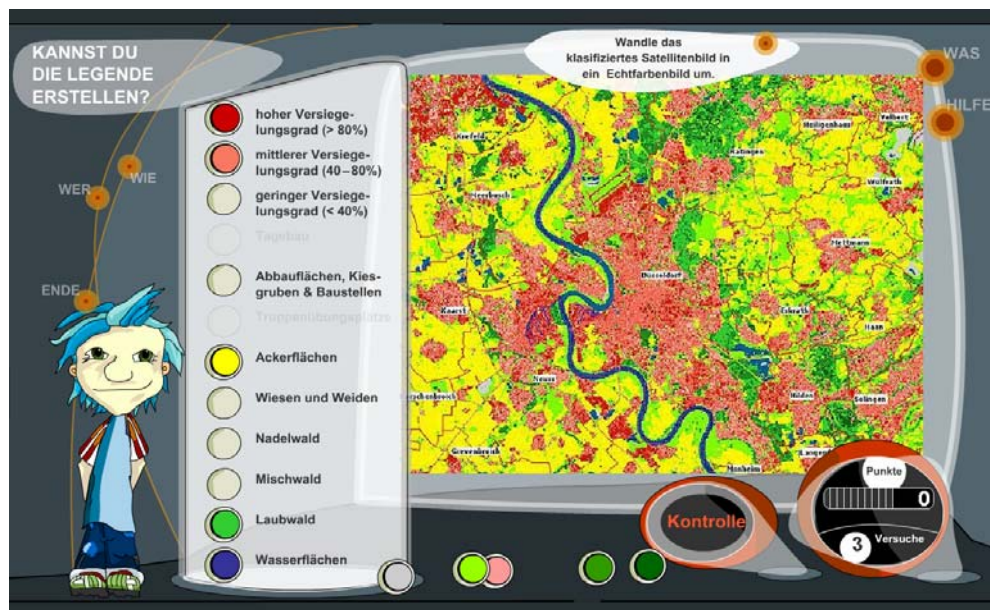 KANNST DU
DIE LEGENDE
ERSTELLEN?
Wandle das
klasifiziertes Satellitenbild in
ein Echtfarbenbild um.
WAS
HILFE
WER
WIE
ENDE
hoher Versiege-
lungsgrad (> 80%)
mittlerer Versiege-
lungsgrad (40–80%)
geringer Versiege-
lungsgrad (< 40%)
Tagebau
Abbauflächen, Kies-
gruben & Baustellen
Truppenübungsplätze
Ackerflächen
Wiesen und Weiden
Nadelwald
Mischwald
Laubwald
Wasserflächen
Krefeld
Heiligenhaus
Velbert
Ratingen
Wülfrath
Meerbusch
Mettmann
Düsseldorf
Kaarst
Erkrath
Haan
Neuss
Hilden
Solingen
Grevenbroich
Monheim
Kontrolle
Punkte
0
3
Versuche